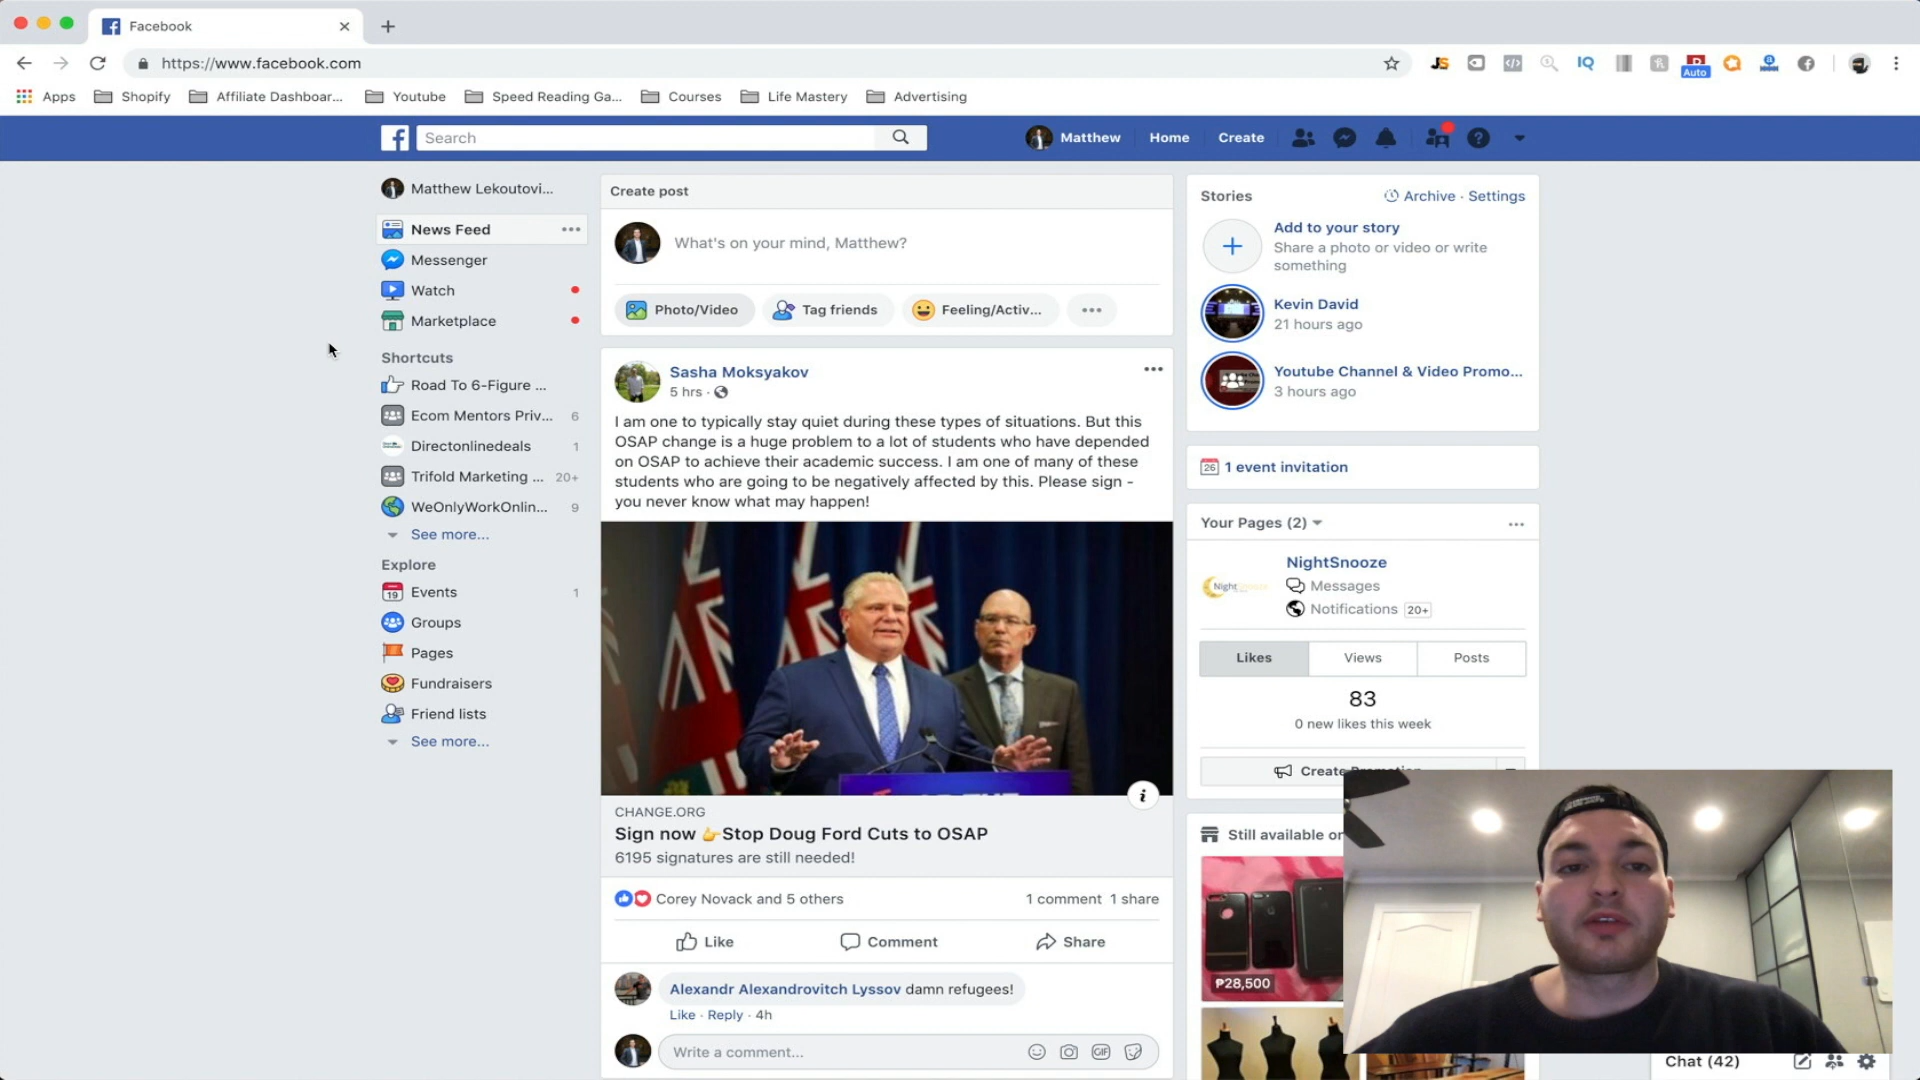 Facebook
https://www.facebook.com
JS
IQ
Auto
Apps
Shopify
Affiliate Dashboar...
Youtube
Speed Reading Ga...
Courses
Life Mastery
Advertising
Search
Matthew
Home
Create
Matthew Lekoutovi...
News Feed
Messenger
Watch
Marketplace
Shortcuts
Road To 6-Figure ...
Ecom Mentors Priv... 6
Directonlinedeals 1
Trifold Marketing ... 20+
WeOnlyWorkOnlin... 9
See more...
Explore
19
Events 1
Groups
Pages
Fundraisers
Friend lists
See more...
Create post
What's on your mind, Matthew?
Photo/Video
Tag friends
Feeling/Activ...
Sasha Moksyakov
5 hrs ·
I am one to typically stay quiet during these types of situations. But this
OSAP change is a huge problem to a lot of students who have depended
on OSAP to achieve their academic success. I am one of many of these
students who are going to be negatively affected by this. Please sign -
you never know what may happen!
CHANGE.ORG
Sign now 👉Stop Doug Ford Cuts to OSAP
6195 signatures are still needed!
Corey Novack and 5 others
1 comment 1 share
Like
Comment
Share
Alexandr Alexandrovitch Lyssov damn refugees!
Like · Reply · 4h
Write a comment...
GIF
Stories
Archive · Settings
Add to your story
Share a photo or video or write
something
Kevin David
21 hours ago
Youtube Channel & Video Promo...
3 hours ago
26
1 event invitation
Your Pages (2)
Night
NightSnooze
Messages
Notifications 20+
Likes
Views
Posts
83
0 new likes this week
Create
Still available
₱28,500
Chat (42)